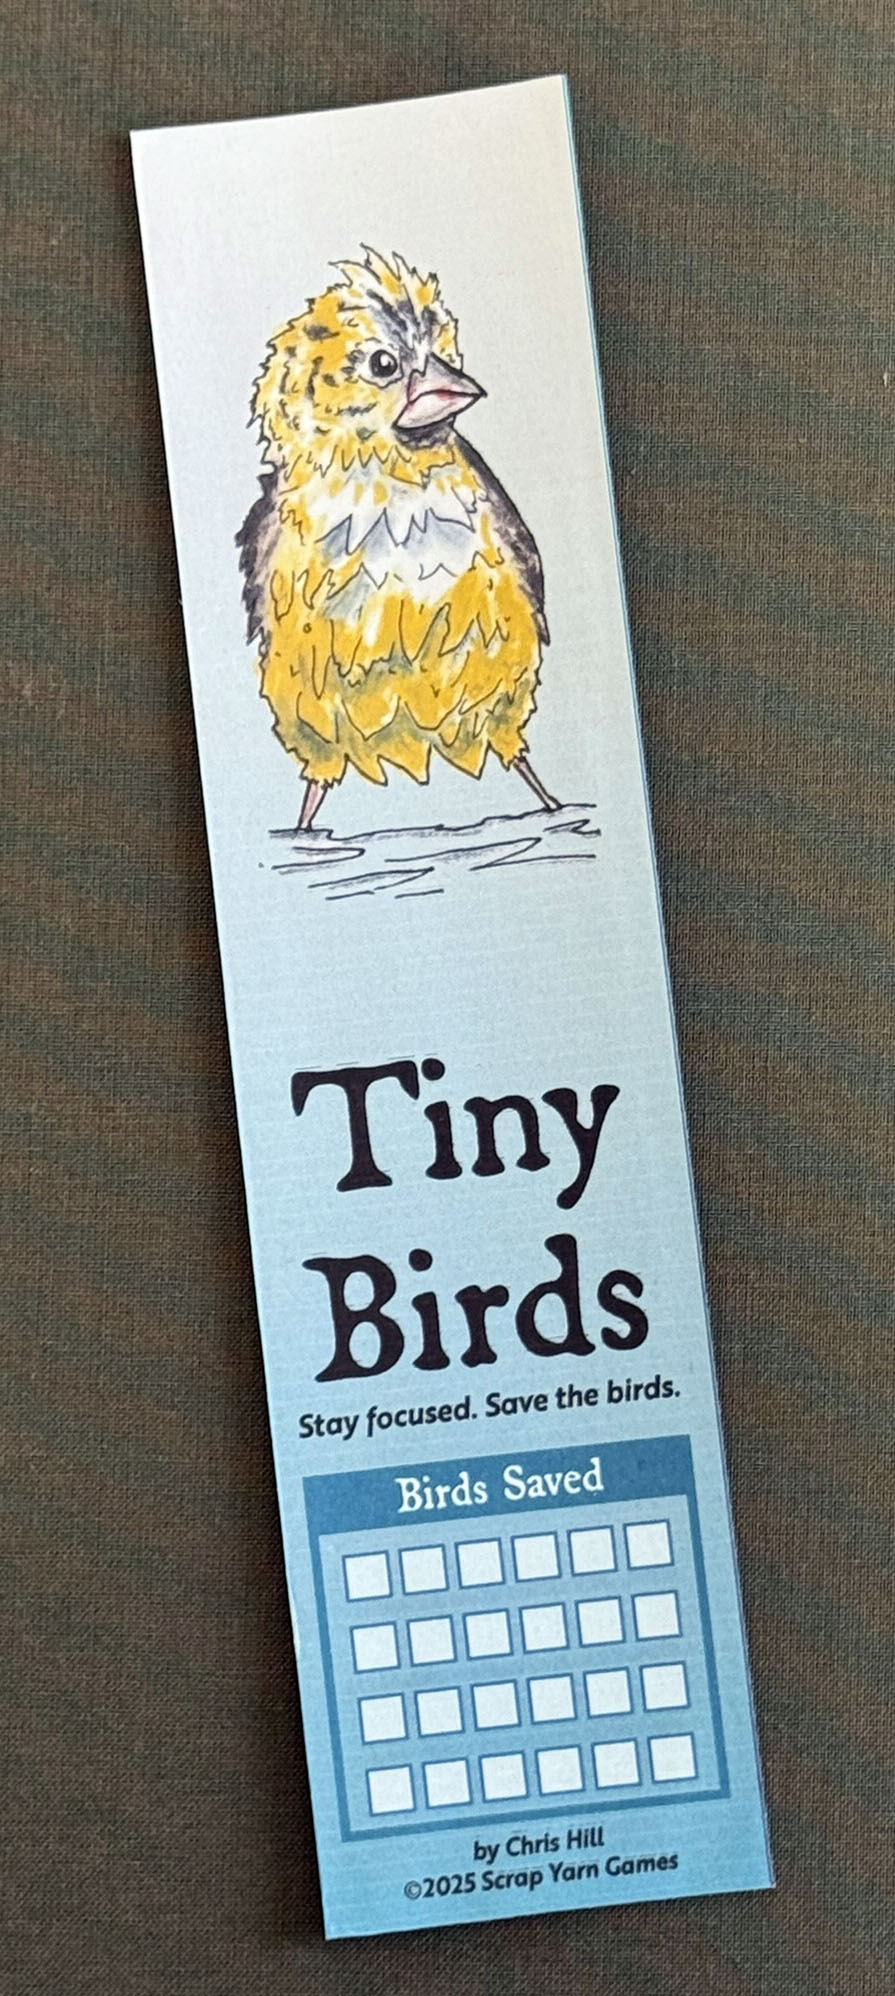 Tiny
Birds
Stay focused. Save the birds.
Birds Saved
by Chris Hill
©2025 Scrap Yarn Games